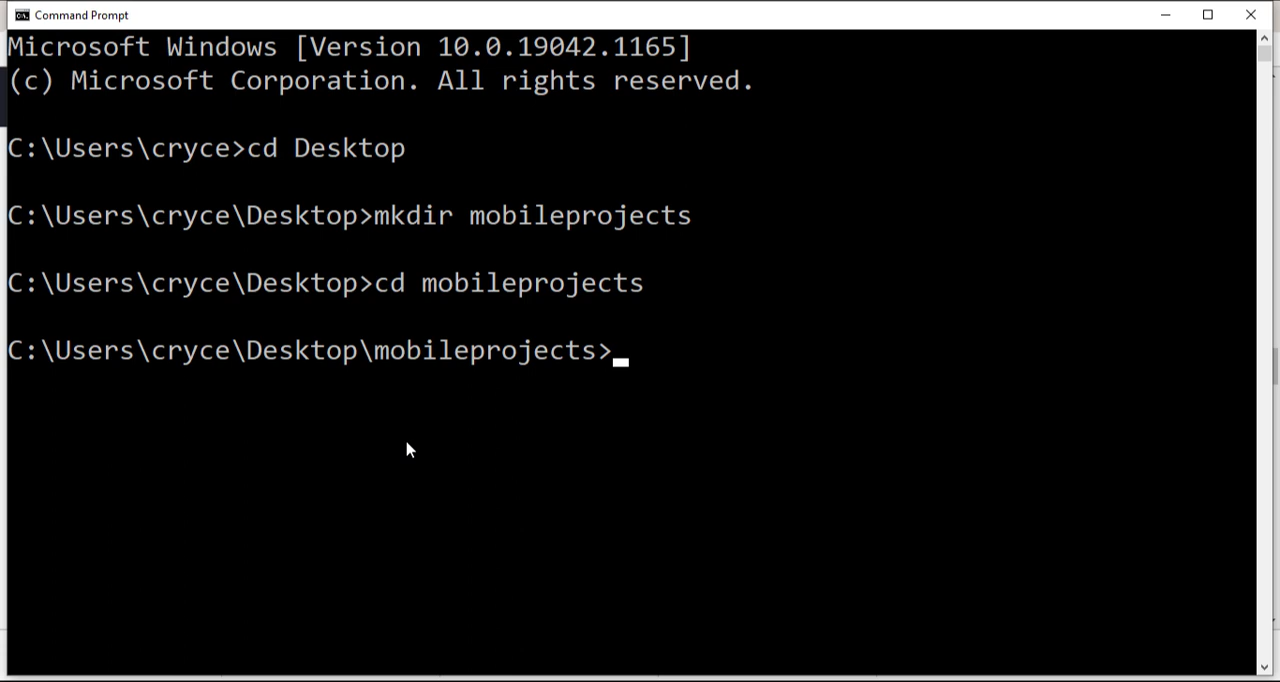 Command Prompt
Microsoft Windows [Version 10.0.19042.1165]
(c) Microsoft Corporation. All rights reserved.
C:\Users\cryce>cd Desktop
C:\Users\cryce\Desktop>mkdir mobileprojects
C:\Users\cryce\Desktop>cd mobileprojects
C:\Users\cryce\Desktop\mobileprojects>